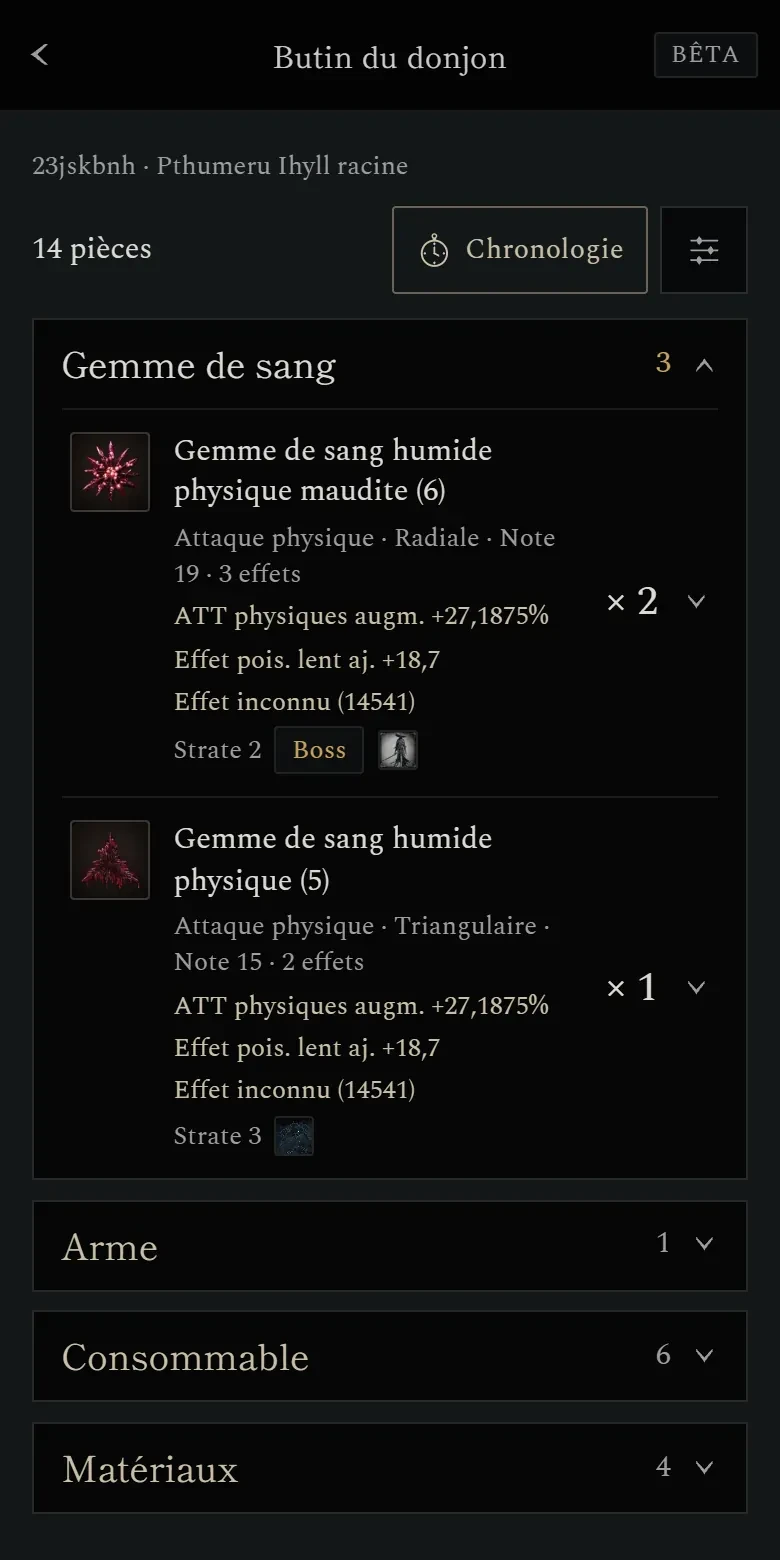 Butin du donjon
BÊTA
23jskbnh · Pthumeru Ihyll racine
14 pièces
Chronologie
Gemme de sang
3
Gemme de sang humide
physique maudite (6)
Attaque physique · Radiale · Note
19 · 3 effets
ATT physiques augm. +27,1875%
Effet pois. lent aj. +18,7
Effet inconnu (14541)
× 2
Strate 2
Boss
Gemme de sang humide
physique (5)
Attaque physique · Triangulaire ·
Note 15 · 2 effets
ATT physiques augm. +27,1875%
Effet pois. lent aj. +18,7
Effet inconnu (14541)
× 1
Strate 3
Arme
1
Consommable
6
Matériaux
4